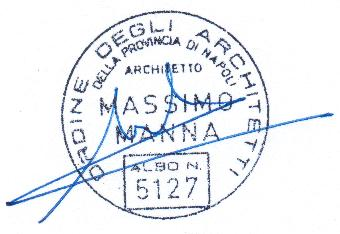 ORDINE DEGLI ARCHITETTI
DELLA PROVINCIA DI NAPOLI
ARCHITETTO
MASSIMO
MANNA
ALBO N.
5127